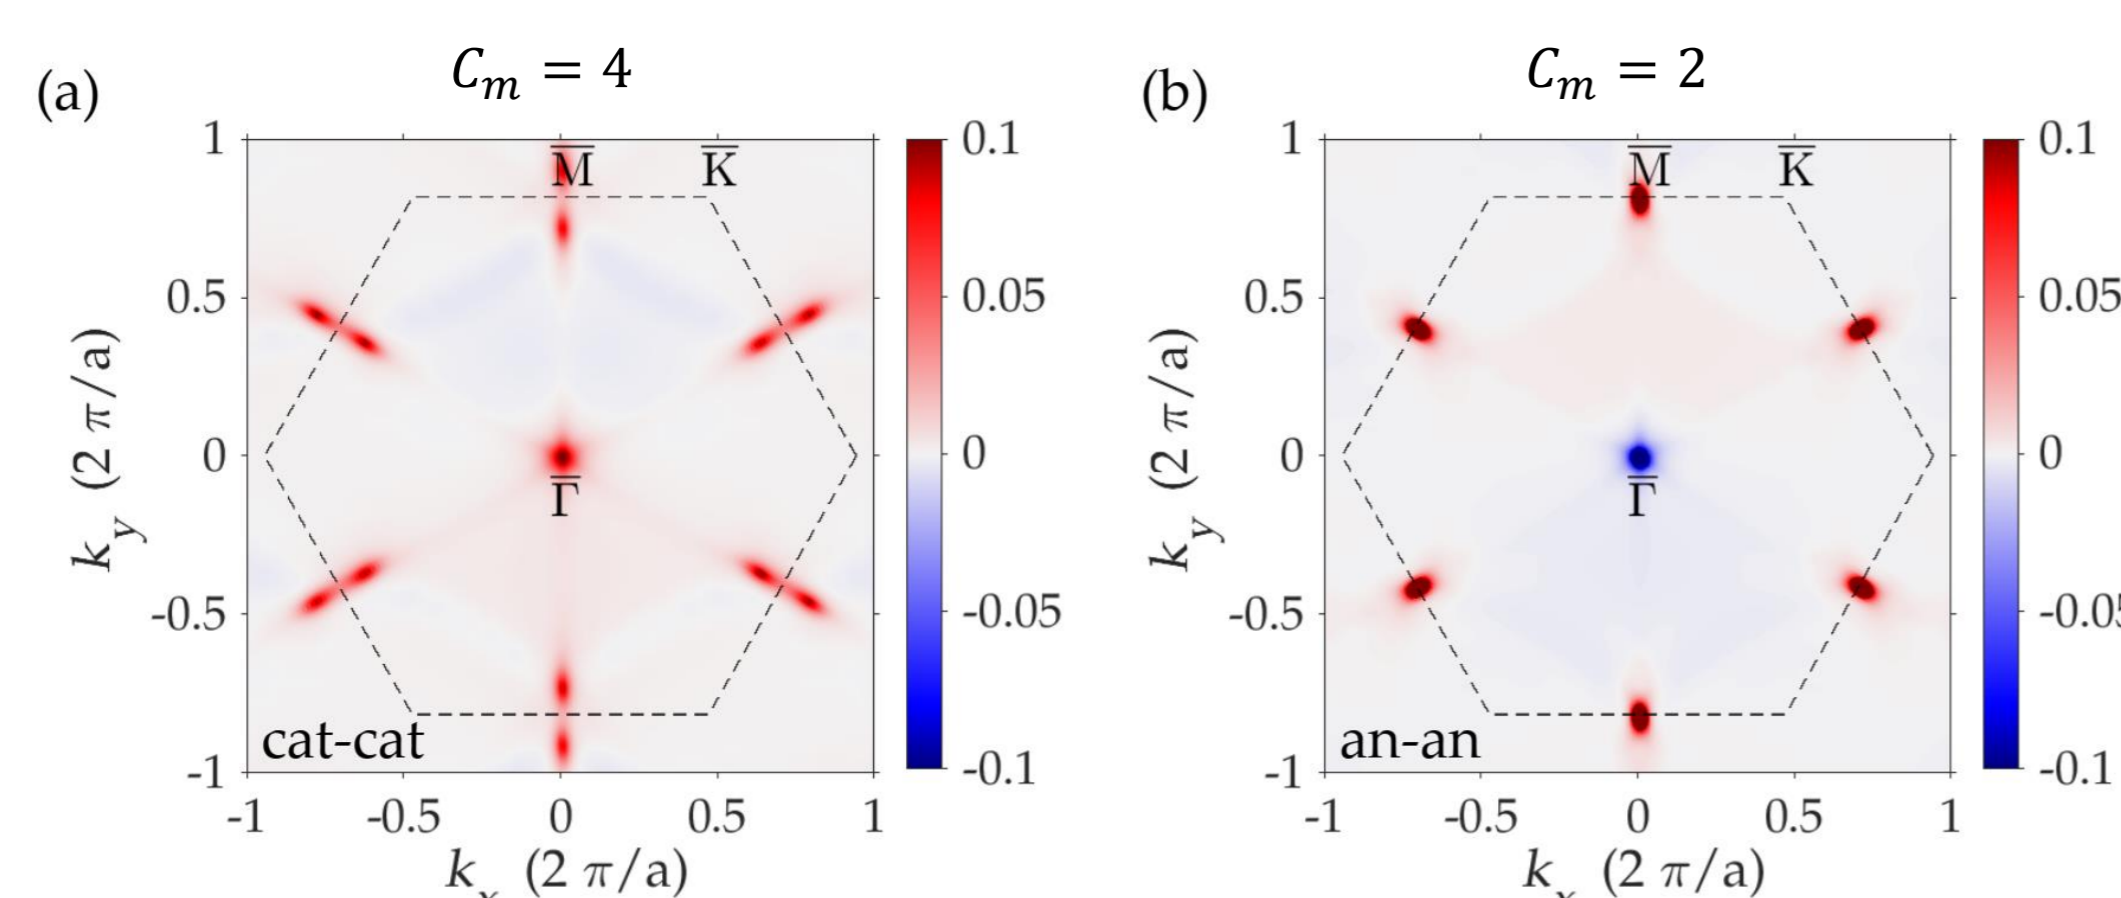 (a)
C_m = 4
1
0.5
0
-0.5
-1
k_y (2 π/a)
M̅
K̅
Γ̅
cat-cat
-1
-0.5
0
0.5
1
k_x (2 π/a)
0.1
0.05
0
-0.05
-0.1
(b)
C_m = 2
1
0.5
0
-0.5
-1
k_y (2 π/a)
M̅
K̅
Γ̅
an-an
-1
-0.5
0
0.5
1
k_x (2 π/a)
0.1
0.05
0
-0.05
-0.1